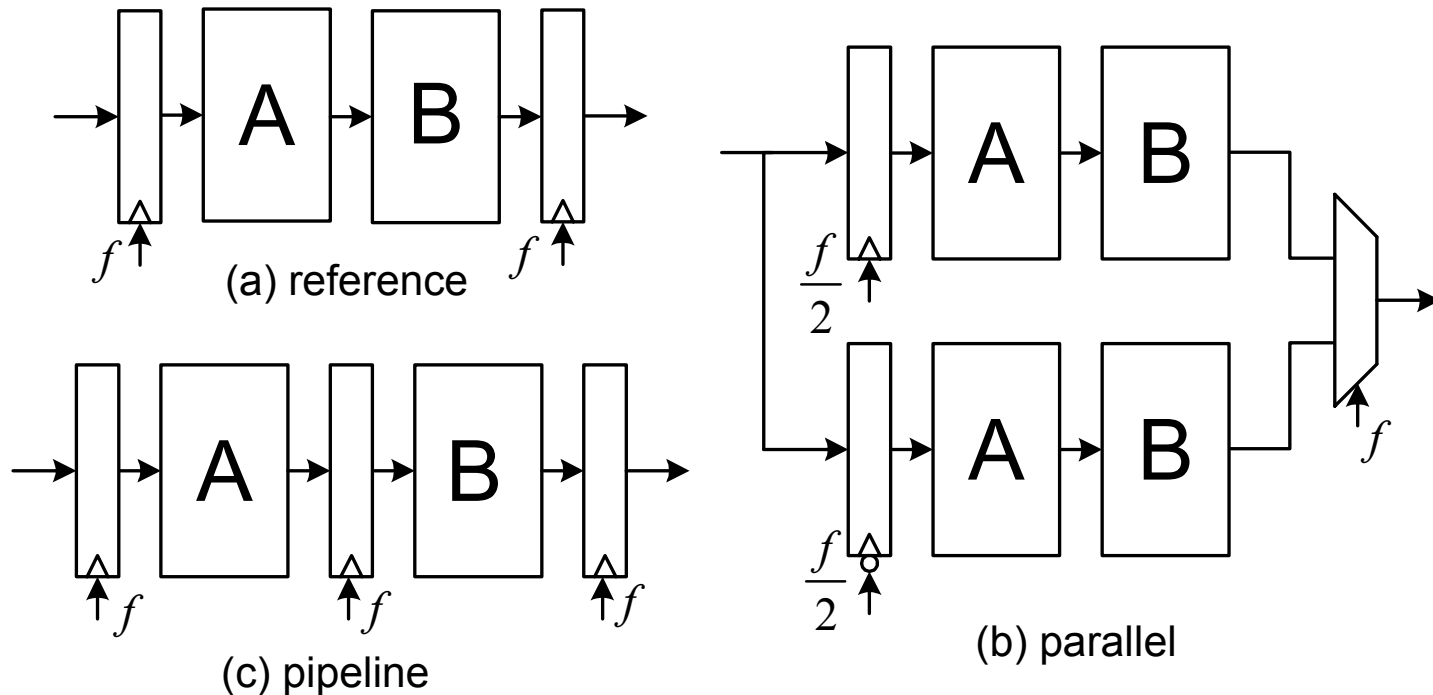 A B
f f
(a) reference
A B
f
2
A B
f
f
2
(b) parallel
A B
f f f
(c) pipeline